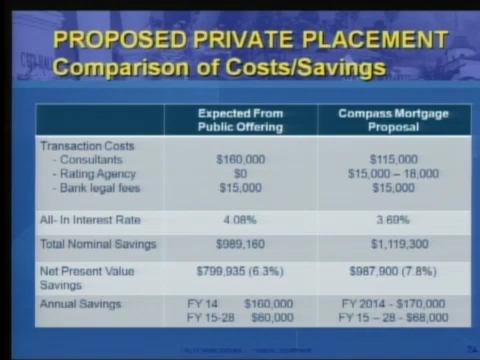 PROPOSED PRIVATE PLACEMENT
Comparison of Costs/Savings
Expected From Public Offering
Compass Mortgage Proposal
Transaction Costs
- Consultants $160,000 $115,000
- Rating Agency $0 $15,000 – 18,000
- Bank legal fees $15,000 $15,000
All- In Interest Rate 4.08% 3.69%
Total Nominal Savings $989,160 $1,119,300
Net Present Value Savings $799,935 (6.3%) $987,900 (7.8%)
Annual Savings FY 14 $160,000 FY 2014 - $170,000
FY 15-28 $60,000 FY 15 – 28 - $68,000